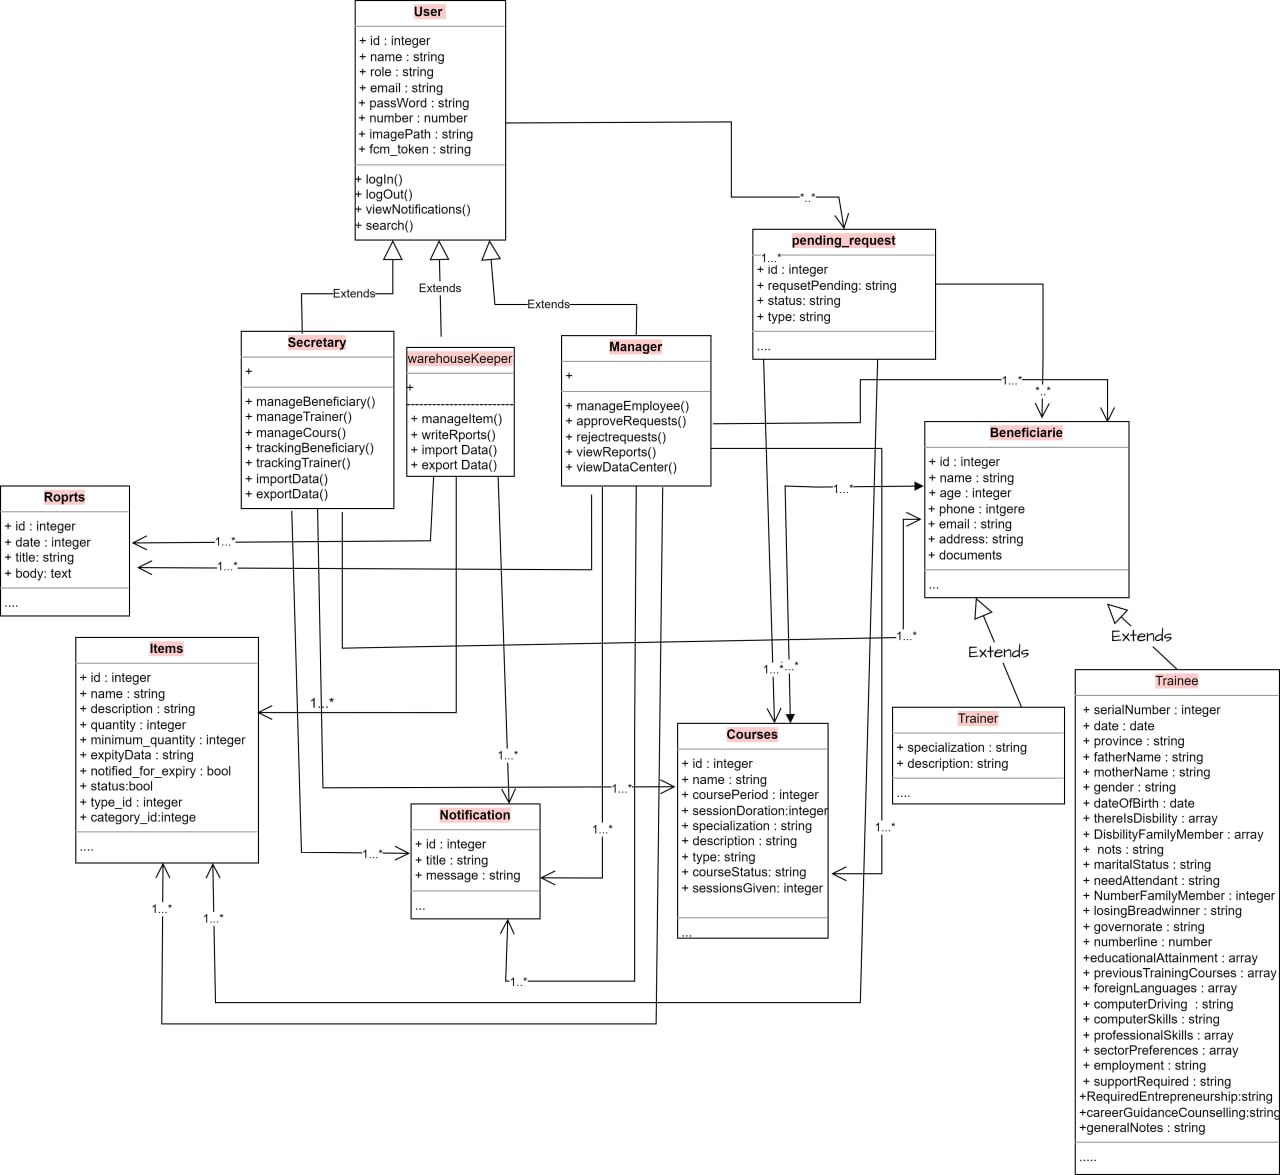 User
+ id : integer
+ name : string
+ role : string
+ email : string
+ passWord : string
+ number : number
+ imagePath : string
+ fcm_token : string
+ logIn()
+ logOut()
+ viewNotifications()
+ search()
*..*
pending_request
1...*
+ id : integer
+ requsetPending: string
+ status: string
+ type: string
....
Extends
Extends
Extends
Secretary
+
+ manageBeneficiary()
+ manageTrainer()
+ manageCours()
+ trackingBeneficiary()
+ trackingTrainer()
+ importData()
+ exportData()
warehouseKeeper
+
+ manageItem()
+ writeRports()
+ import Data()
+ export Data()
Manager
+
+ manageEmployee()
+ approveRequests()
+ rejectrequests()
+ viewReports()
+ viewDataCenter()
1...*
*..*
Beneficiarie
+ id : integer
+ name : string
+ age : integer
+ phone : intgere
+ email : string
+ address: string
+ documents
...
1...*
Roprts
+ id : integer
+ date : integer
+ title: string
+ body: text
....
1...*
1...*
1...*
Extends
Extends
Items
+ id : integer
+ name : string
+ description : string
+ quantity : integer
+ minimum_quantity : integer
+ expityData : string
+ notified_for_expiry : bool
+ status:bool
+ type_id : integer
+ category_id:intege
....
1...*
1...*
1...*
1...*
Courses
+ id : integer
+ name : string
+ coursePeriod : integer
+ sessionDoration:integer
+ specialization : string
+ description : string
+ type: string
+ courseStatus: string
+ sessionsGiven: integer
...
Trainer
+ specialization : string
+ description: string
....
Trainee
+ serialNumber : integer
+ date : date
+ province : string
+ fatherName : string
+ motherName : string
+ gender : string
+ dateOfBirth : date
+ thereIsDisbility : array
+ DisbilityFamilyMember : array
+ nots : string
+ maritalStatus : string
+ needAttendant : string
+ NumberFamilyMember : integer
+ losingBreadwinner : string
+ governorate : string
+ numberline : number
+educationalAttainment : array
+ previousTrainingCourses : array
+ foreignLanguages : array
+ computerDriving : string
+ computerSkills : string
+ professionalSkills : array
+ sectorPreferences : array
+ employment : string
+ supportRequired : string
+RequiredEntrepreneurship:string
+careerGuidanceCounselling:string
+generalNotes : string
.....
1...*
1...*
1...*
Notification
+ id : integer
+ title : string
+ message : string
...
1...*
1...*
1...*
1...*
1..*